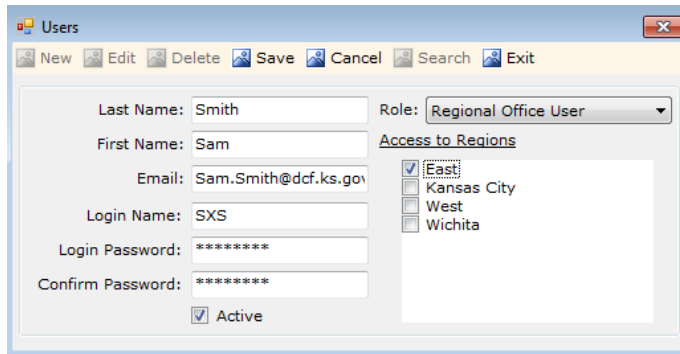 Users
New Edit Delete Save Cancel Search Exit
Last Name: Smith
First Name: Sam
Email: Sam.Smith@dcf.ks.gov
Login Name: SXS
Login Password: ********
Confirm Password: ********
Active
Role: Regional Office User
Access to Regions
East
Kansas City
West
Wichita